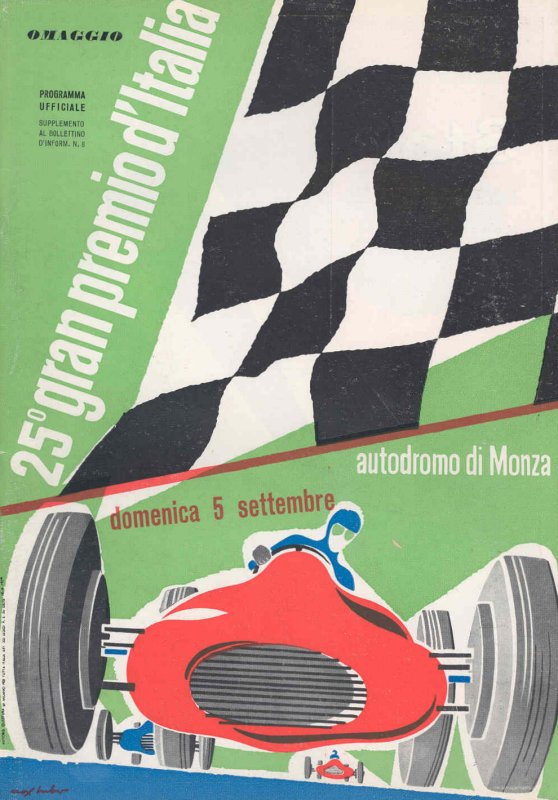 OMAGGIO
PROGRAMMA
UFFICIALE
SUPPLEMENTO
AL BOLLETTINO
D'INFORM. N. 8
25° gran premio d'Italia
autodromo di Monza
domenica 5 settembre